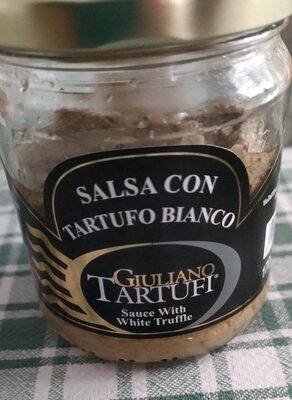 SALSA CON
TARTUFO BIANCO
GIULIANO
TARTUFI®
Sauce With
White Truffle